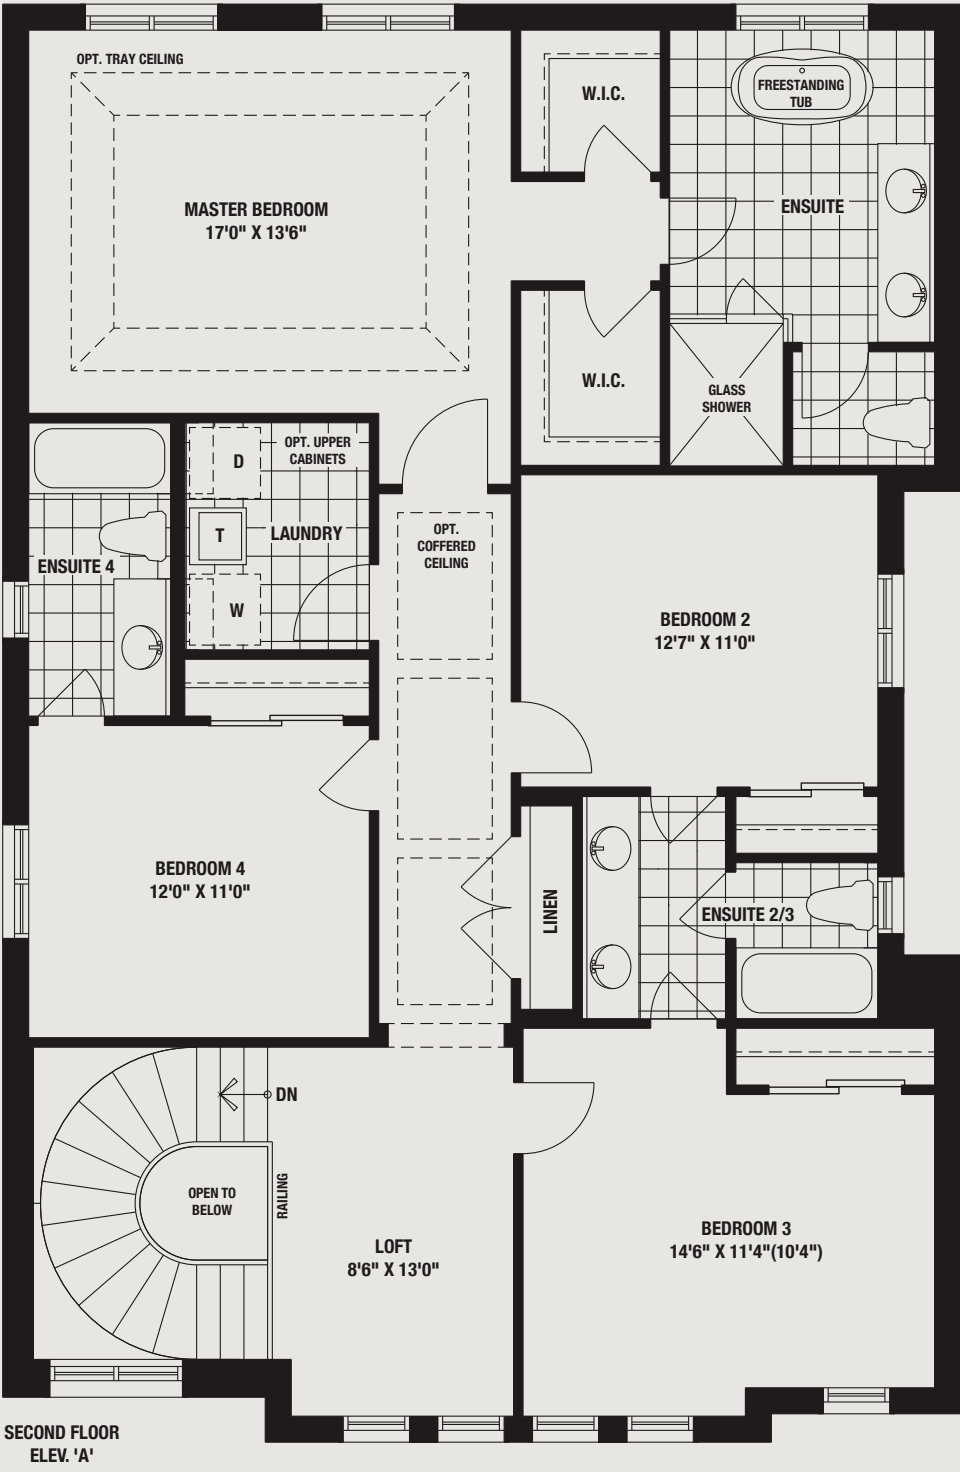 OPT. TRAY CEILING
W.I.C.
FREESTANDING
TUB
MASTER BEDROOM
17'0" X 13'6"
ENSUITE
W.I.C.
GLASS
SHOWER
D
OPT. UPPER
CABINETS
T
LAUNDRY
W
ENSUITE 4
OPT.
COFFERED
CEILING
BEDROOM 2
12'7" X 11'0"
BEDROOM 4
12'0" X 11'0"
LINEN
ENSUITE 2/3
DN
OPEN TO
BELOW
RAILING
LOFT
8'6" X 13'0"
BEDROOM 3
14'6" X 11'4"(10'4")
SECOND FLOOR
ELEV. 'A'